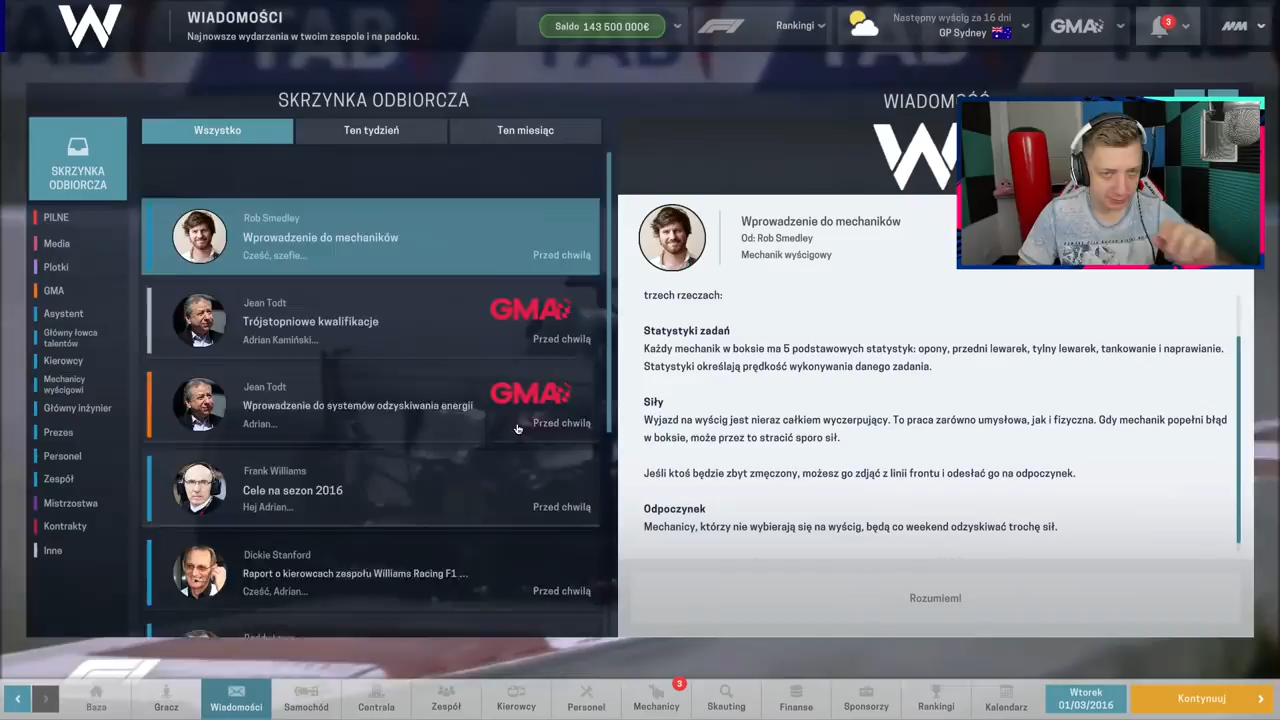 WIADOMOŚCI
Najnowsze wydarzenia w twoim zespole i na padoku.
Saldo 143 500 000€
Rankingi
Następny wyścig za 16 dni
GP Sydney
GMA
3
SKRZYNKA ODBIORCZA
WIADOMOŚĆ
SKRZYNKA
ODBIORCZA
Wszystko
Ten tydzień
Ten miesiąc
PILNE
Media
Plotki
GMA
Asystent
Główny łowca
talentów
Kierowcy
Mechanicy
wyścigowi
Główny inżynier
Prezes
Personel
Zespół
Mistrzostwa
Kontrakty
Inne
Rob Smedley
Wprowadzenie do mechaników
Cześć, szefie...
Przed chwilą
Jean Todt
Trójstopniowe kwalifikacje
Adrian Kamiński...
GMA
Przed chwilą
Jean Todt
Wprowadzenie do systemów odzyskiwania energii
Adrian...
GMA
Przed chwilą
Frank Williams
Cele na sezon 2016
Hej Adrian...
Przed chwilą
Dickie Stanford
Raport o kierowcach zespołu Williams Racing F1 ...
Cześć, Adrian...
Przed chwilą
Wprowadzenie do mechaników
Od: Rob Smedley
Mechanik wyścigowy
trzech rzeczach:
Statystyki zadań
Każdy mechanik w boksie ma 5 podstawowych statystyk: opony, przedni lewarek, tylny lewarek, tankowanie i naprawianie.
Statystyki określają prędkość wykonywania danego zadania.
Siły
Wyjazd na wyścig jest nieraz całkiem wyczerpujący. To praca zarówno umysłowa, jak i fizyczna. Gdy mechanik popełni błąd
w boksie, może przez to stracić sporo sił.
Jeśli ktoś będzie zbyt zmęczony, możesz go zdjąć z linii frontu i odesłać go na odpoczynek.
Odpoczynek
Mechanicy, którzy nie wybierają się na wyścig, będą co weekend odzyskiwać trochę sił.
Rozumiem!
Baza
Gracz
Wiadomości
Samochód
Centrala
Zespół
Kierowcy
Personel
3
Mechanicy
Skauting
Finanse
Sponsorzy
Rankingi
Kalendarz
Wtorek
01/03/2016
Kontynuuj